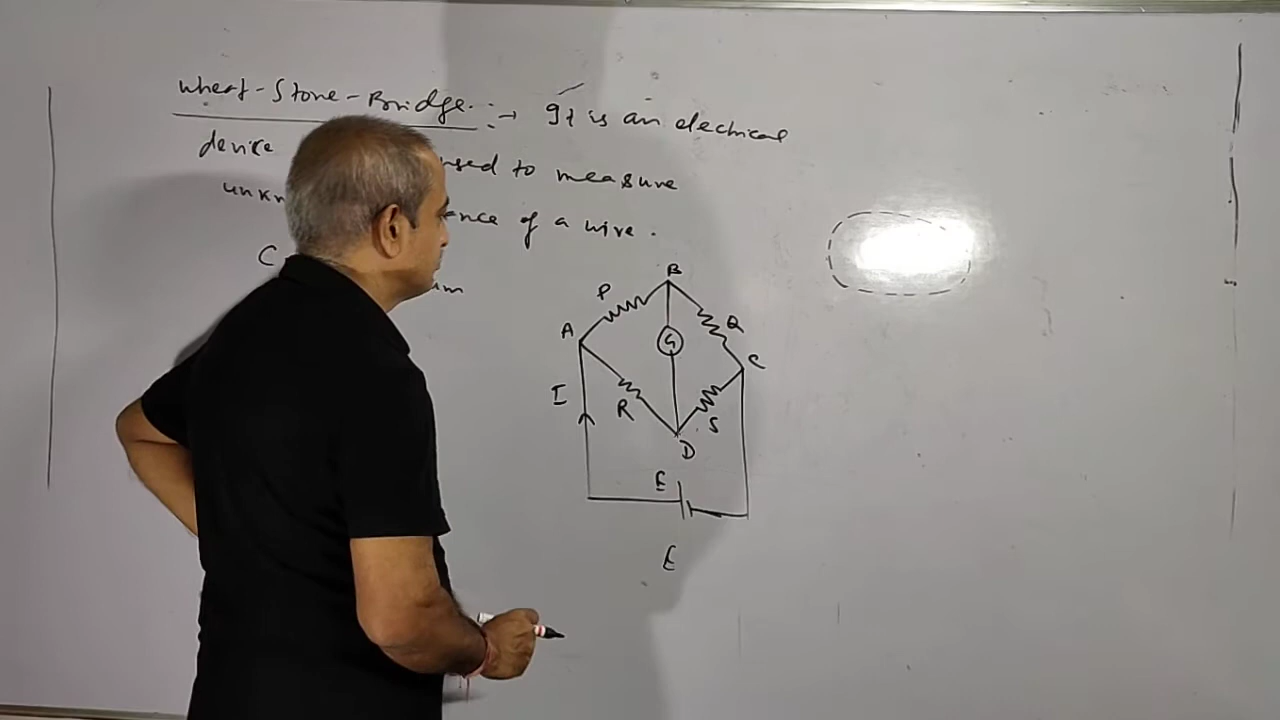 Wheat-Stone-Bridge :→ It is an electrical
device used to measure
of a wire.
C
B
P
Q
A
G
C
I
R
S
D
E
E